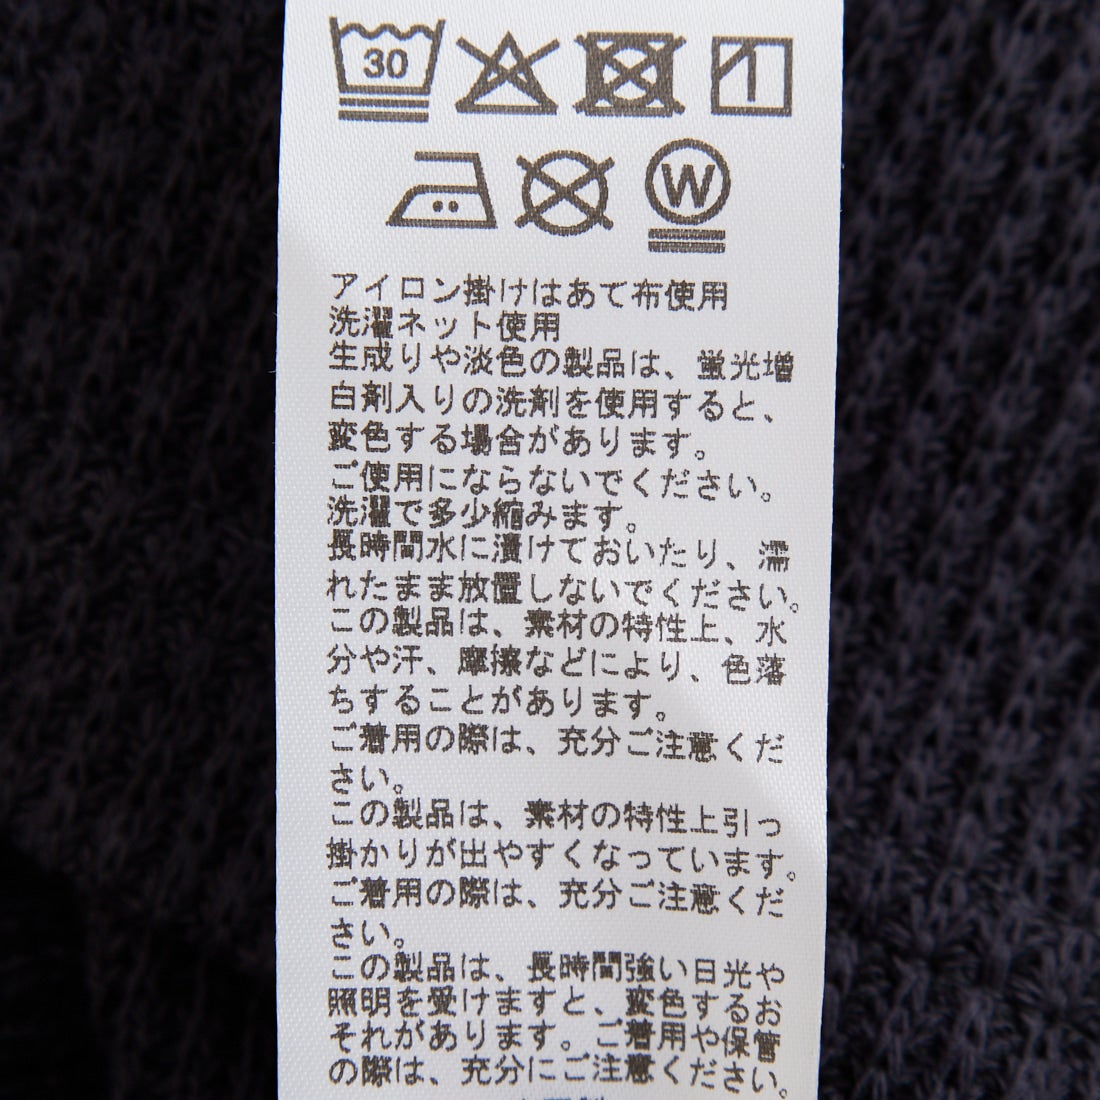 30
W
アイロン掛けはあて布使用
洗濯ネット使用
生成りや淡色の製品は、蛍光増
白剤入りの洗剤を使用すると、
変色する場合があります。
ご使用にならないでください。
洗濯で多少縮みます。
長時間水に漬けておいたり、濡
れたまま放置しないでください。
この製品は、素材の特性上、水
分や汗、摩擦などにより、色落
ちすることがあります。
ご着用の際は、充分ご注意くだ
さい。
この製品は、素材の特性上引っ
掛かりが出やすくなっています。
ご着用の際は、充分ご注意くだ
さい。
この製品は、長時間強い日光や
照明を受けますと、変色するお
それがあります。ご着用や保管
の際は、充分にご注意ください。